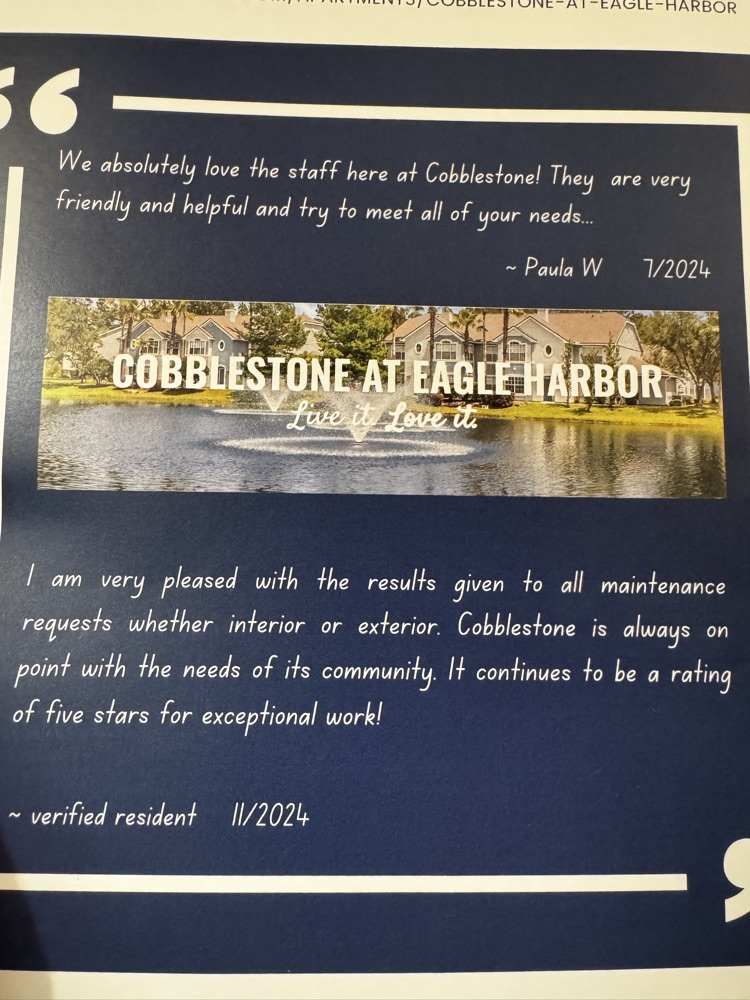 /APARTMENTS/COBBLESTONE-AT-EAGLE-HARBOR
“
We absolutely love the staff here at Cobblestone! They are very
friendly and helpful and try to meet all of your needs...
~ Paula W 7/2024
COBBLESTONE AT EAGLE HARBOR
Live it. Love it.™
I am very pleased with the results given to all maintenance
requests whether interior or exterior. Cobblestone is always on
point with the needs of its community. It continues to be a rating
of five stars for exceptional work!
~ verified resident 11/2024